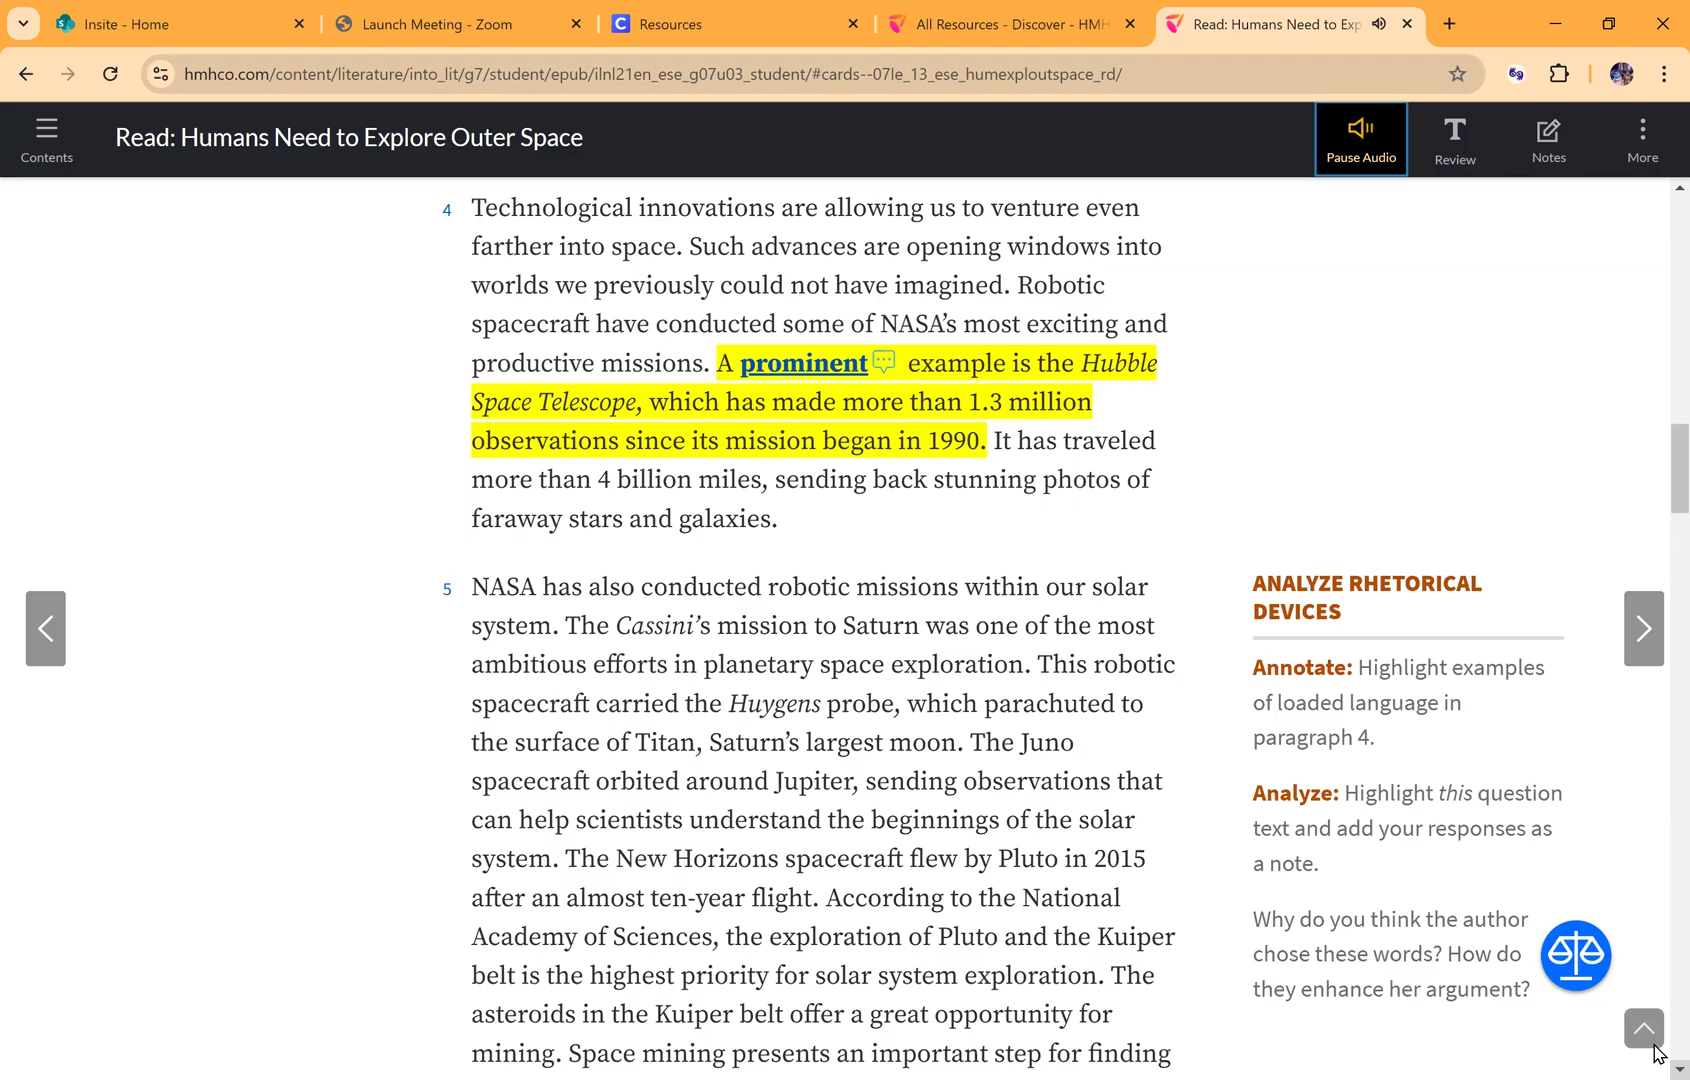 Insite - Home
Launch Meeting - Zoom
Resources
All Resources - Discover - HMH
Read: Humans Need to Exp
hmhco.com/content/literature/into_lit/g7/student/epub/ilnl21en_ese_g07u03_student/#cards--07le_13_ese_humexploutspace_rd/
Contents
Read: Humans Need to Explore Outer Space
Pause Audio
Review
Notes
More
4 Technological innovations are allowing us to venture even
farther into space. Such advances are opening windows into
worlds we previously could not have imagined. Robotic
spacecraft have conducted some of NASA’s most exciting and
productive missions. A prominent example is the Hubble
Space Telescope, which has made more than 1.3 million
observations since its mission began in 1990. It has traveled
more than 4 billion miles, sending back stunning photos of
faraway stars and galaxies.
5 NASA has also conducted robotic missions within our solar
system. The Cassini’s mission to Saturn was one of the most
ambitious efforts in planetary space exploration. This robotic
spacecraft carried the Huygens probe, which parachuted to
the surface of Titan, Saturn’s largest moon. The Juno
spacecraft orbited around Jupiter, sending observations that
can help scientists understand the beginnings of the solar
system. The New Horizons spacecraft flew by Pluto in 2015
after an almost ten-year flight. According to the National
Academy of Sciences, the exploration of Pluto and the Kuiper
belt is the highest priority for solar system exploration. The
asteroids in the Kuiper belt offer a great opportunity for
mining. Space mining presents an important step for finding
ANALYZE RHETORICAL
DEVICES
Annotate: Highlight examples
of loaded language in
paragraph 4.
Analyze: Highlight this question
text and add your responses as
a note.
Why do you think the author
chose these words? How do
they enhance her argument?